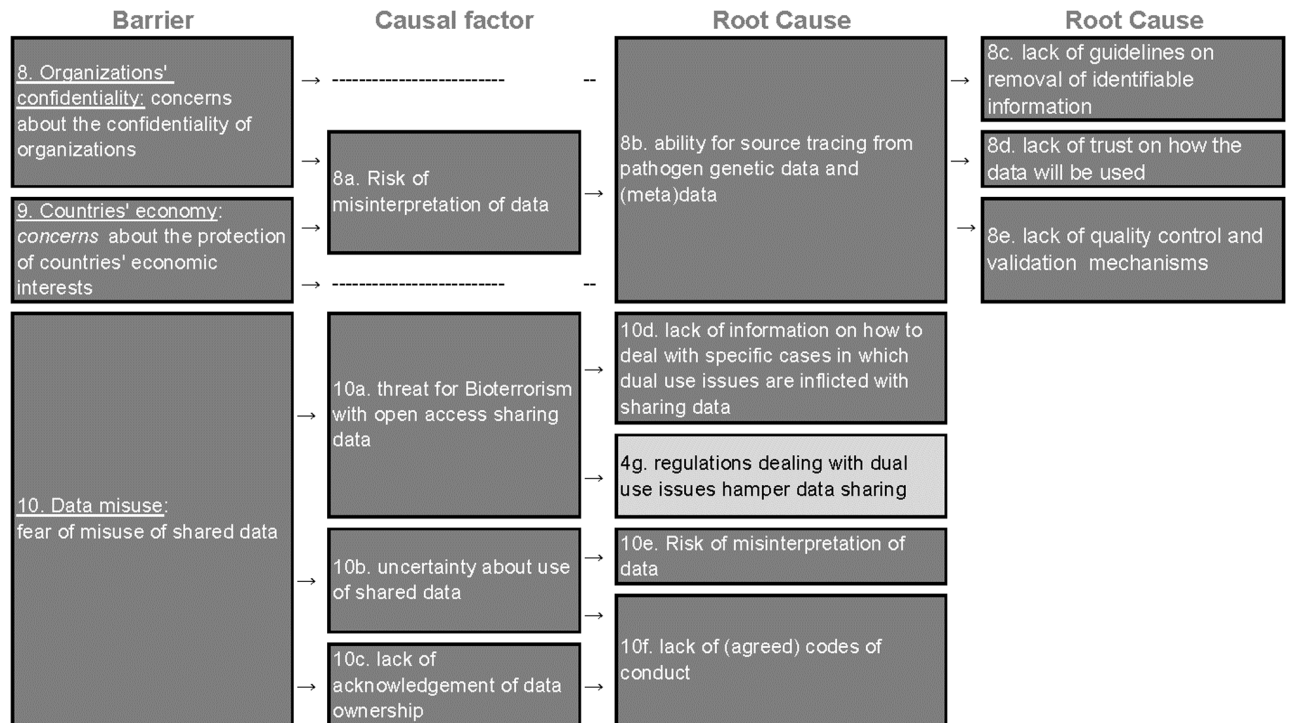 Barrier
Causal factor
Root Cause
Root Cause
8. Organizations'
confidentiality: concerns
about the confidentiality of
organizations
→ ----------------------- --
→
8a. Risk of
misinterpretation of data
→
8b. ability for source tracing from
pathogen genetic data and
(meta)data
→
8c. lack of guidelines on
removal of identifiable
information
→
8d. lack of trust on how the
data will be used
→
8e. lack of quality control and
validation  mechanisms
9. Countries' economy:
concerns  about the protection
of countries' economic
interests
→
→ ----------------------- --
10. Data misuse:
fear of misuse of shared data
→
10a. threat for Bioterrorism
with open access sharing
data
→
10d. lack of information on how to
deal with specific cases in which
dual use issues are inflicted with
sharing data
→
4g. regulations dealing with dual
use issues hamper data sharing
→
10b. uncertainty about use
of shared data
→
10e. Risk of misinterpretation of
data
→
10f. lack of (agreed) codes of
conduct
→
10c. lack of
acknowledgement of data
ownership
→